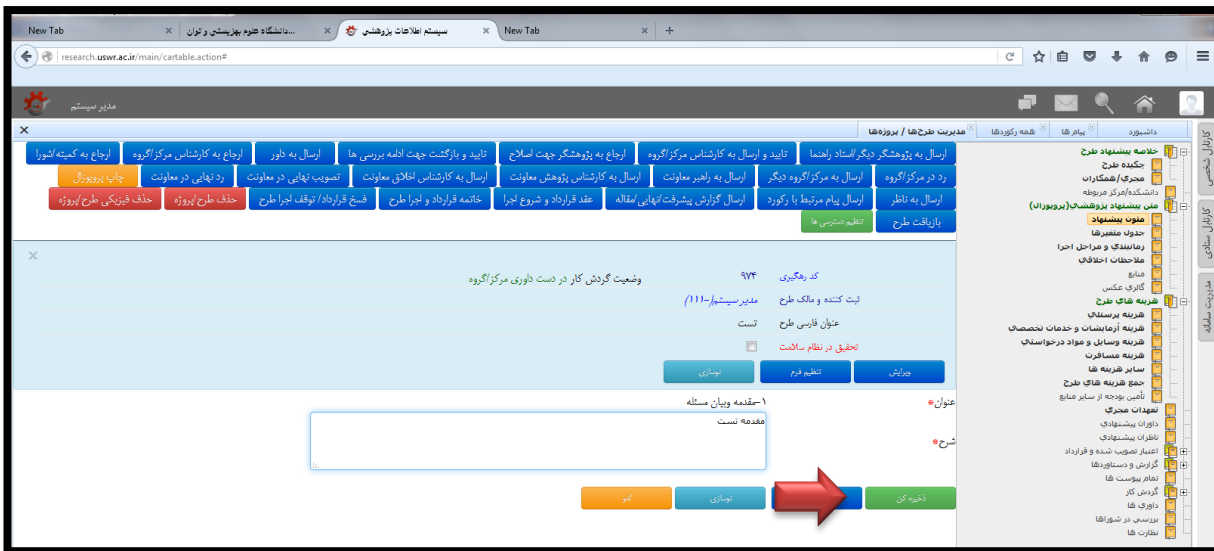 New Tab
دانشگاه علوم بهزیستی و توان...
سیستم اطلاعات پژوهشی
New Tab
research.uswr.ac.ir/main/cartable.action#
مدیر سیستم
داشبورد
پیام ها
همه رکوردها
مدیریت طرح‌ها / پروژه‌ها
ارسال به پژوهشگر دیگر/استاد راهنما
تایید و ارسال به کارشناس مرکز/گروه
ارجاع به پژوهشگر جهت اصلاح
تایید و بازگشت جهت ادامه بررسی ها
ارسال به داور
ارجاع به کارشناس مرکز/گروه
ارجاع به کمیته/شورا
رد در مرکز/گروه
ارسال به مرکز/گروه دیگر
ارسال به راهبر معاونت
ارسال به کارشناس پژوهش معاونت
ارسال به کارشناس اخلاق معاونت
تصویب نهایی در معاونت
رد نهایی در معاونت
چاپ پروپوزال
ارسال به ناظر
ارسال پیام مرتبط با رکورد
ارسال گزارش پیشرفت/نهایی/مقاله
عقد قرارداد و شروع اجرا
خاتمه قرارداد و اجرا طرح
فسخ قرارداد/ توقف اجرا طرح
حذف طرح/پروژه
حذف فیزیکی طرح/پروژه
بازیافت طرح
تنظیم دسترسی ها
کد رهگیری
۹۷۴
وضعیت گردش کار در دست داوری مرکز/گروه
ثبت کننده و مالک طرح
مدیر سیستم(-۱۱۱)
عنوان فارسی طرح
تست
تحقیق در نظام سلامت
ویرایش
تنظیم فرم
نوسازی
عنوان*
۱-مقدمه وبیان مسئله
شرح*
مقدمه تست
ذخیره کن
نوسازی
لغو
خلاصه پیشنهاد طرح
چکیده طرح
مجری/همکاران
دانشکده/مرکز مربوطه
متن پیشنهاد پژوهشی(پروپوزال)
متون پیشنهاد
جدول متغیرها
زمانبندی و مراحل اجرا
ملاحظات اخلاقی
منابع
گالری عکس
هزینه های طرح
هزینه پرسنلی
هزینه آزمایشات و خدمات تخصصی
هزینه وسایل و مواد درخواستی
هزینه مسافرت
سایر هزینه ها
جمع هزینه های طرح
تأمین بودجه از سایر منابع
تعهدات مجری
داوران پیشنهادی
ناظران پیشنهادی
اعتبار تصویب شده و قرارداد
گزارش و دستاوردها
تمام پیوست ها
گردش کار
داوری ها
بررسی در شوراها
نظارت ها
کارتابل شخصی
کارتابل ستادی
مدیریت سامانه